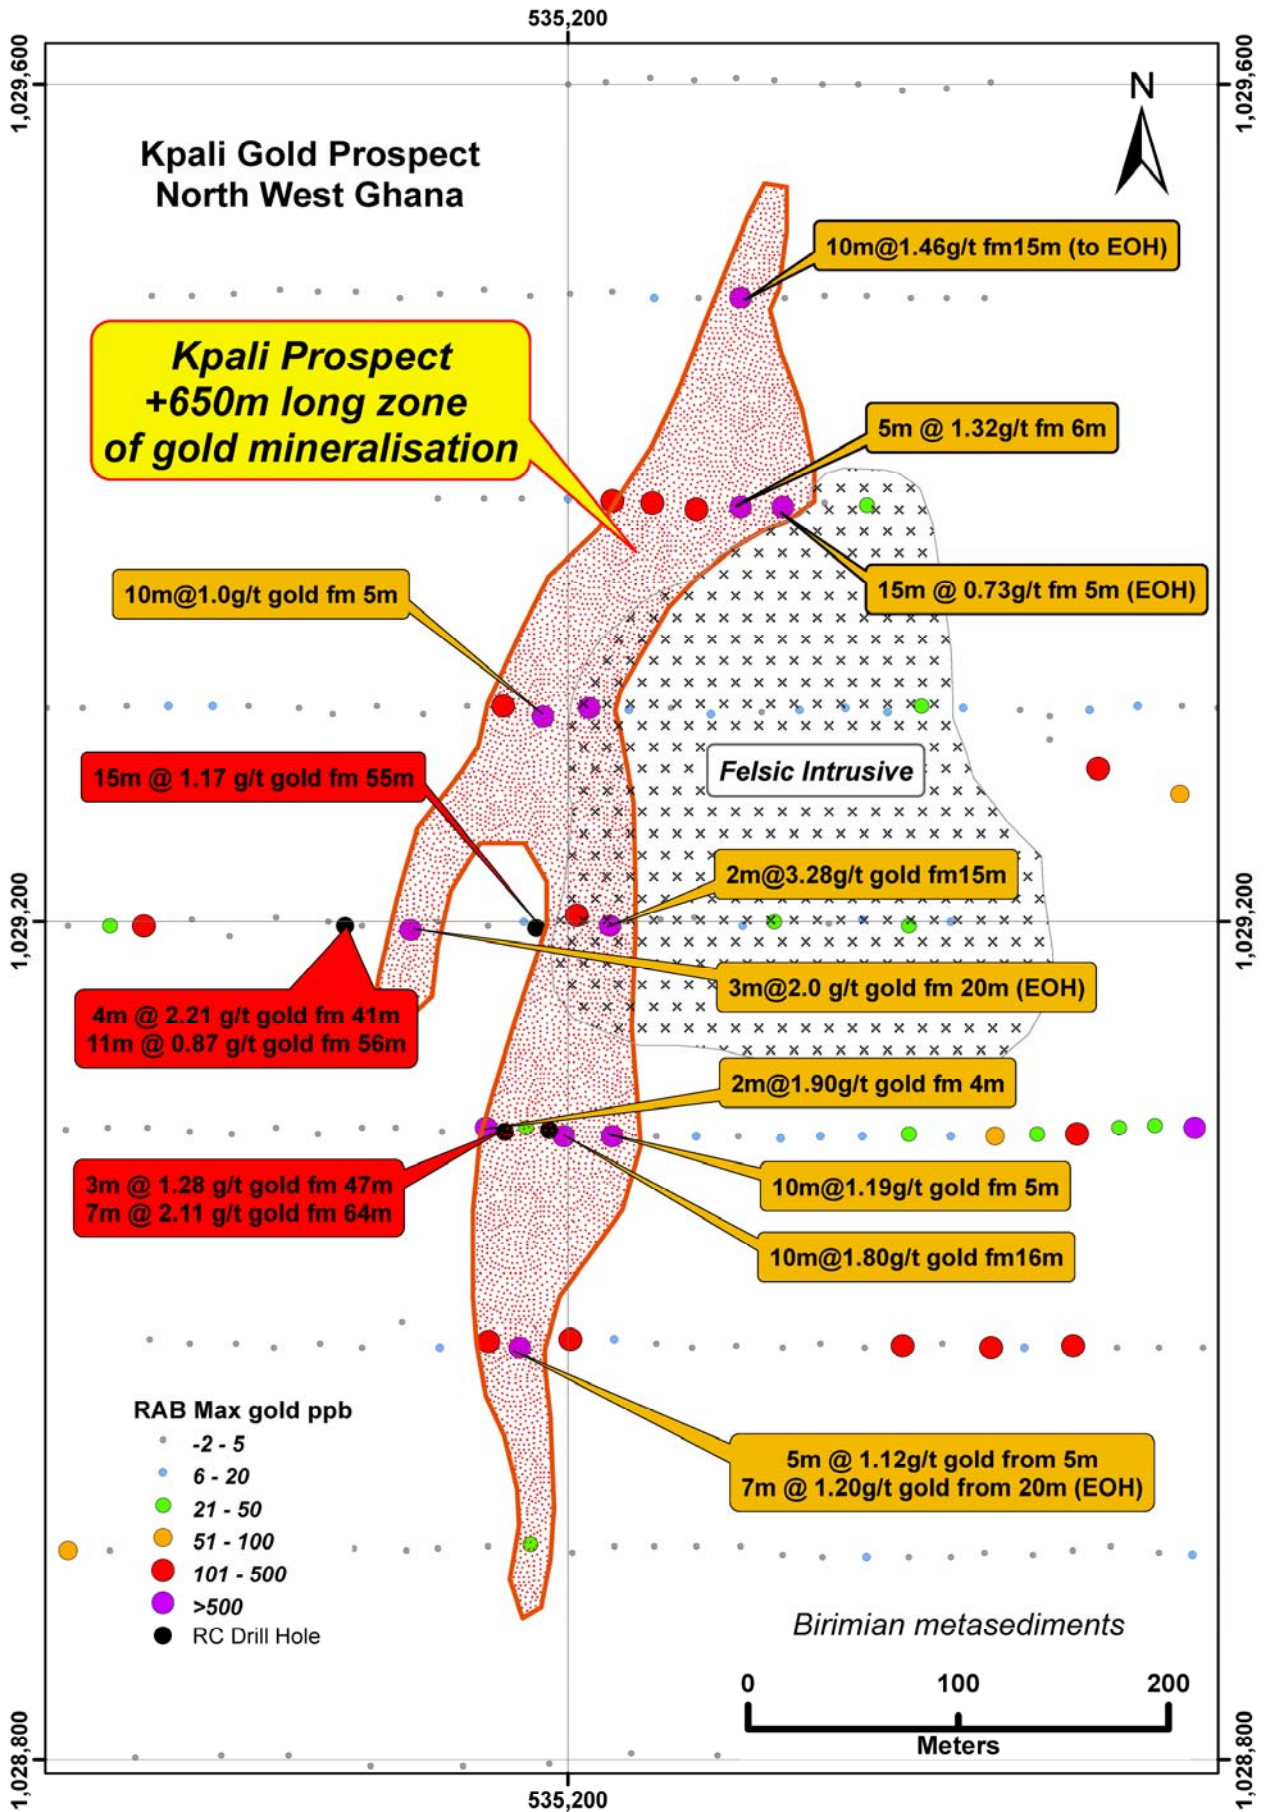 535,200
1,029,600
1,029,600
N
Kpali Gold Prospect
North West Ghana
10m@1.46g/t fm15m (to EOH)
Kpali Prospect
+650m long zone
of gold mineralisation
5m @ 1.32g/t fm 6m
15m @ 0.73g/t fm 5m (EOH)
10m@1.0g/t gold fm 5m
15m @ 1.17 g/t gold fm 55m
Felsic Intrusive
2m@3.28g/t gold fm15m
1,029,200
1,029,200
3m@2.0 g/t gold fm 20m (EOH)
4m @ 2.21 g/t gold fm 41m
11m @ 0.87 g/t gold fm 56m
2m@1.90g/t gold fm 4m
3m @ 1.28 g/t gold fm 47m
7m @ 2.11 g/t gold fm 64m
10m@1.19g/t gold fm 5m
10m@1.80g/t gold fm16m
5m @ 1.12g/t gold from 5m
7m @ 1.20g/t gold from 20m (EOH)
RAB Max gold ppb
-2 - 5
6 - 20
21 - 50
51 - 100
101 - 500
>500
RC Drill Hole
Birimian metasediments
0 100 200
Meters
1,028,800
1,028,800
535,200